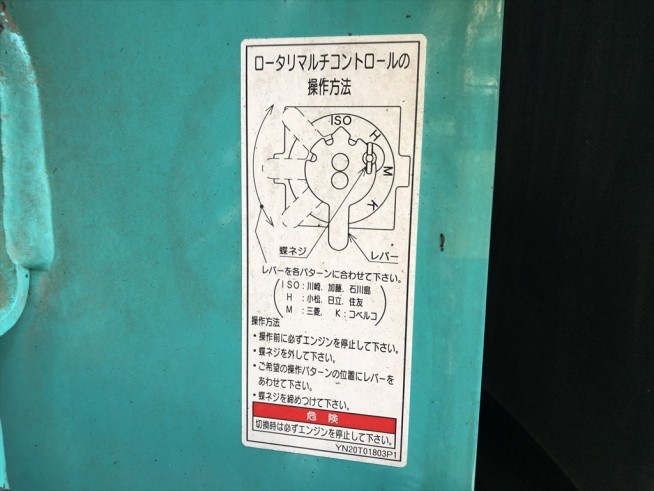 ロータリマルチコントロールの
操作方法
ISO
H
M
K
蝶ネジ
レバー
レバーを各パターンに合わせて下さい。
ISO：川崎、加藤、石川島
H ：小松、日立、住友
M ：三菱、 K：コベルコ
操作方法
・操作前に必ずエンジンを停止して下さい。
・蝶ネジを外して下さい。
・ご希望の操作パターンの位置にレバーを
あわせて下さい。
・蝶ネジを締めつけて下さい。
危険
切換時は必ずエンジンを停止して下さい。
YN20T01803P1